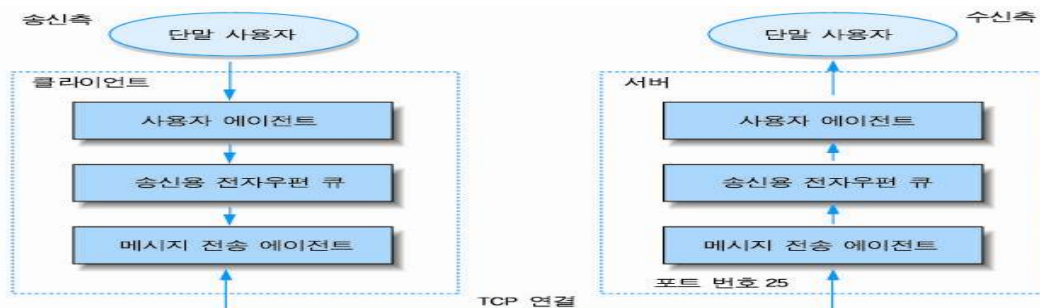 송신측
단말 사용자
클라이언트
사용자 에이전트
송신용 전자우편 큐
메시지 전송 에이전트
수신측
단말 사용자
서버
사용자 에이전트
송신용 전자우편 큐
메시지 전송 에이전트
포트 번호 25
TCP 연결